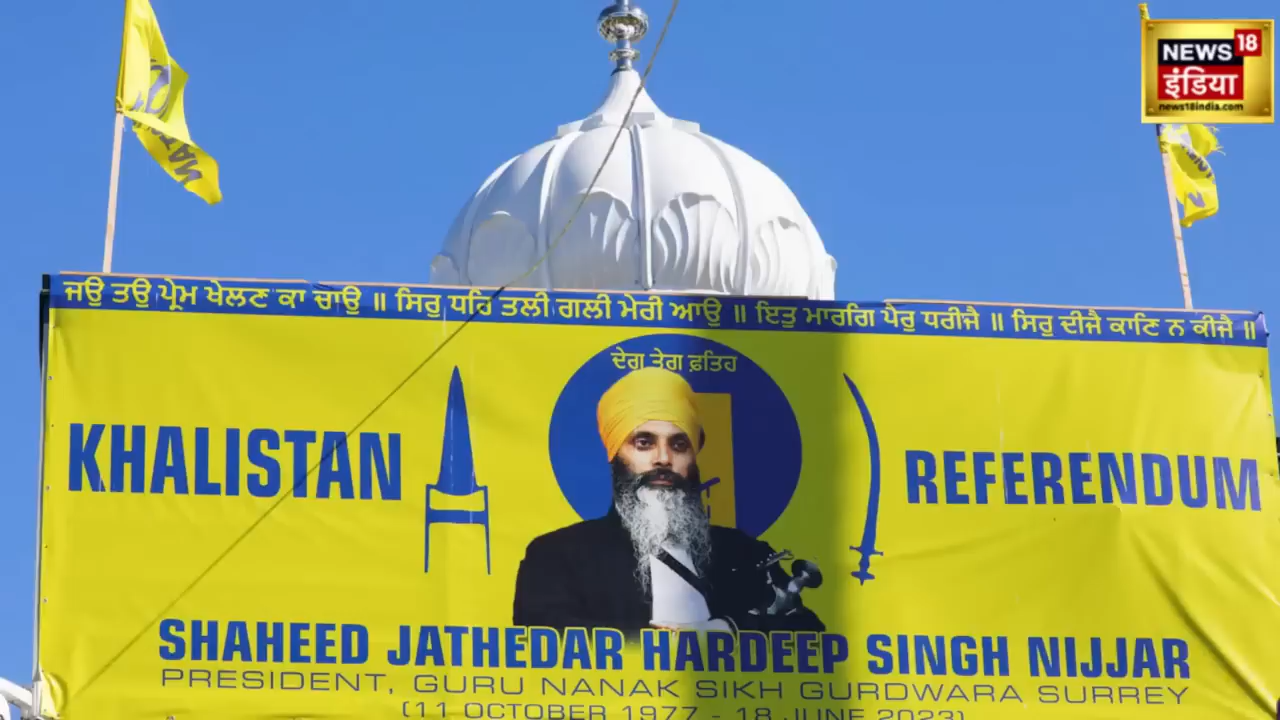 NEWS 18
इंडिया
news18india.com
ਜਉ ਤਉ ਪ੍ਰੇਮ ਖੇਲਣ ਕਾ ਚਾਉ ॥ ਸਿਰੁ ਧਰਿ ਤਲੀ ਗਲੀ ਮੇਰੀ ਆਉ ॥ ਇਤੁ ਮਾਰਗਿ ਪੈਰੁ ਧਰੀਜੈ ॥ ਸਿਰੁ ਦੀਜੈ ਕਾਣਿ ਨ ਕੀਜੈ ॥
ਦੇਗ ਤੇਗ ਫ਼ਤਿਹ
KHALISTAN REFERENDUM
SHAHEED JATHEDAR HARDEEP SINGH NIJJAR
PRESIDENT, GURU NANAK SIKH GURDWARA SURREY
(11 OCTOBER 1977 - 18 JUNE 2023)